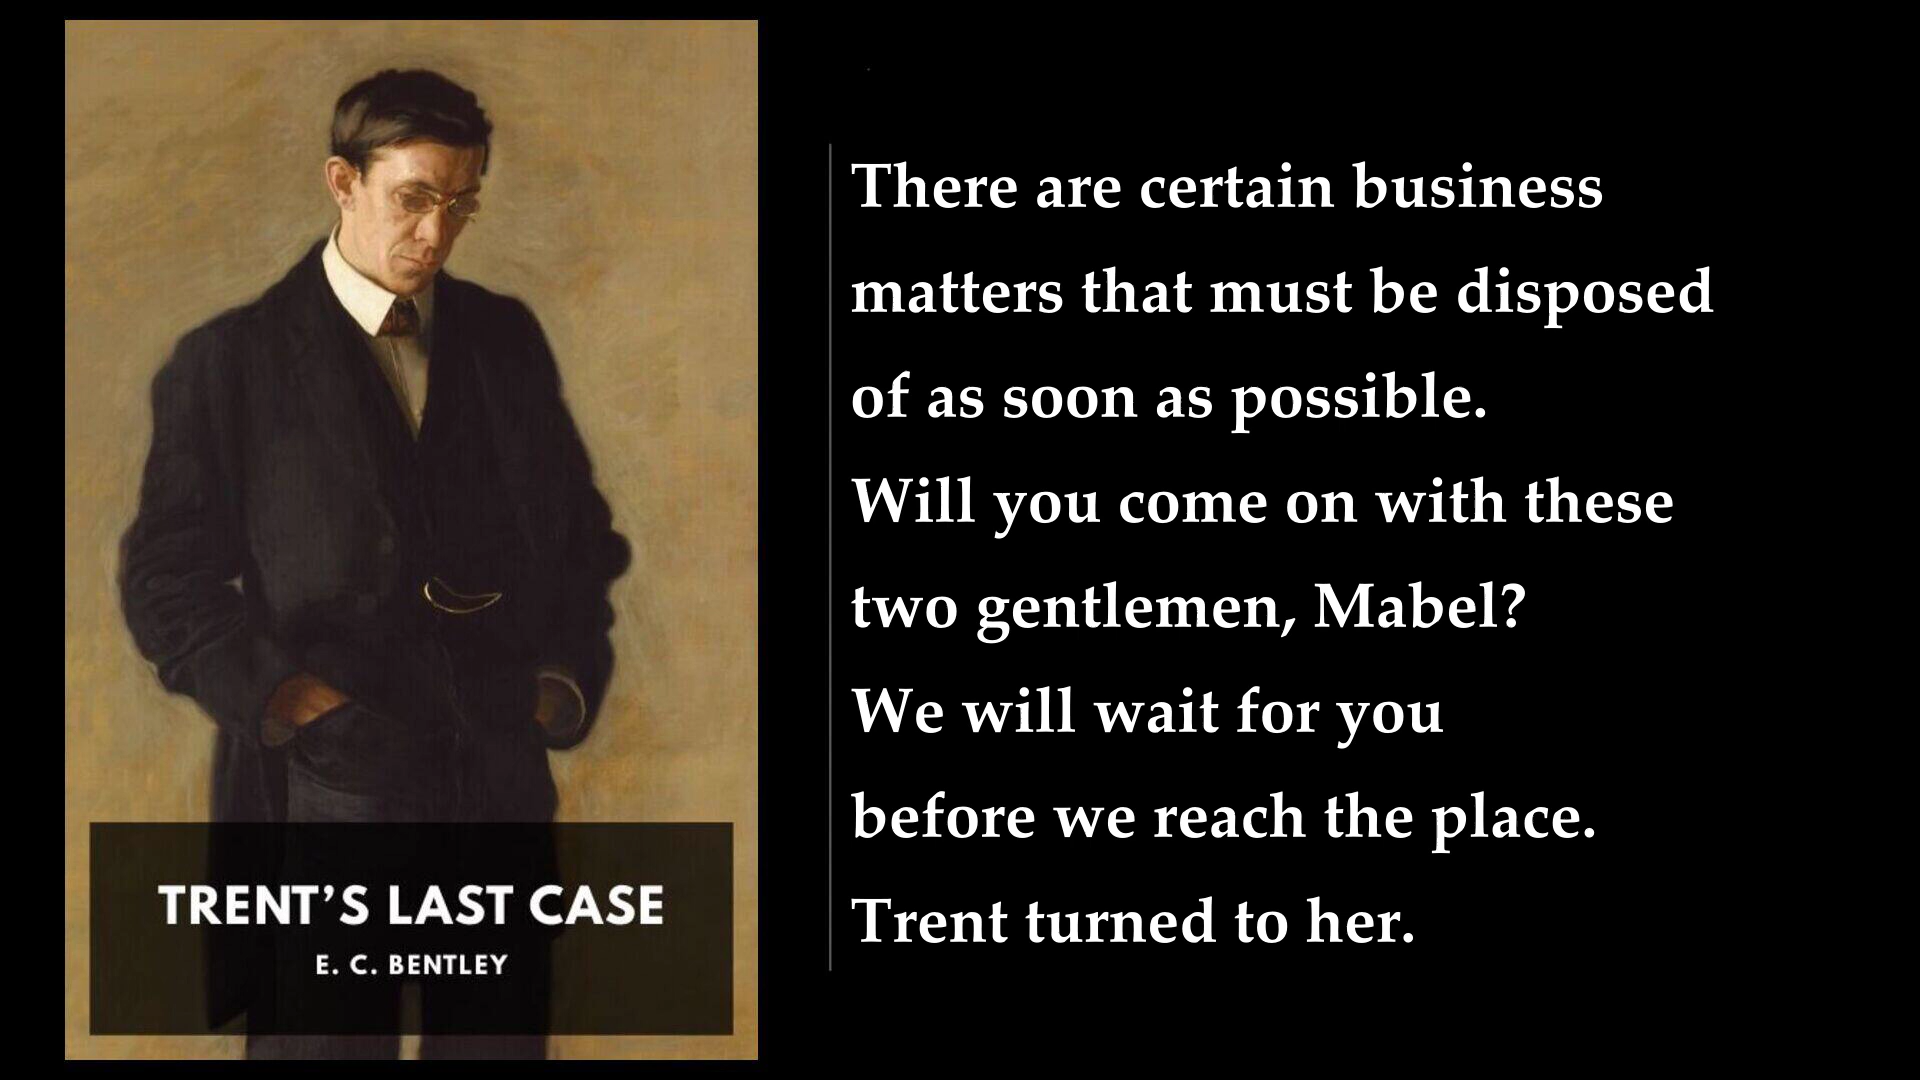 TRENT’S LAST CASE
E. C. BENTLEY
There are certain business
matters that must be disposed
of as soon as possible.
Will you come on with these
two gentlemen, Mabel?
We will wait for you
before we reach the place.
Trent turned to her.